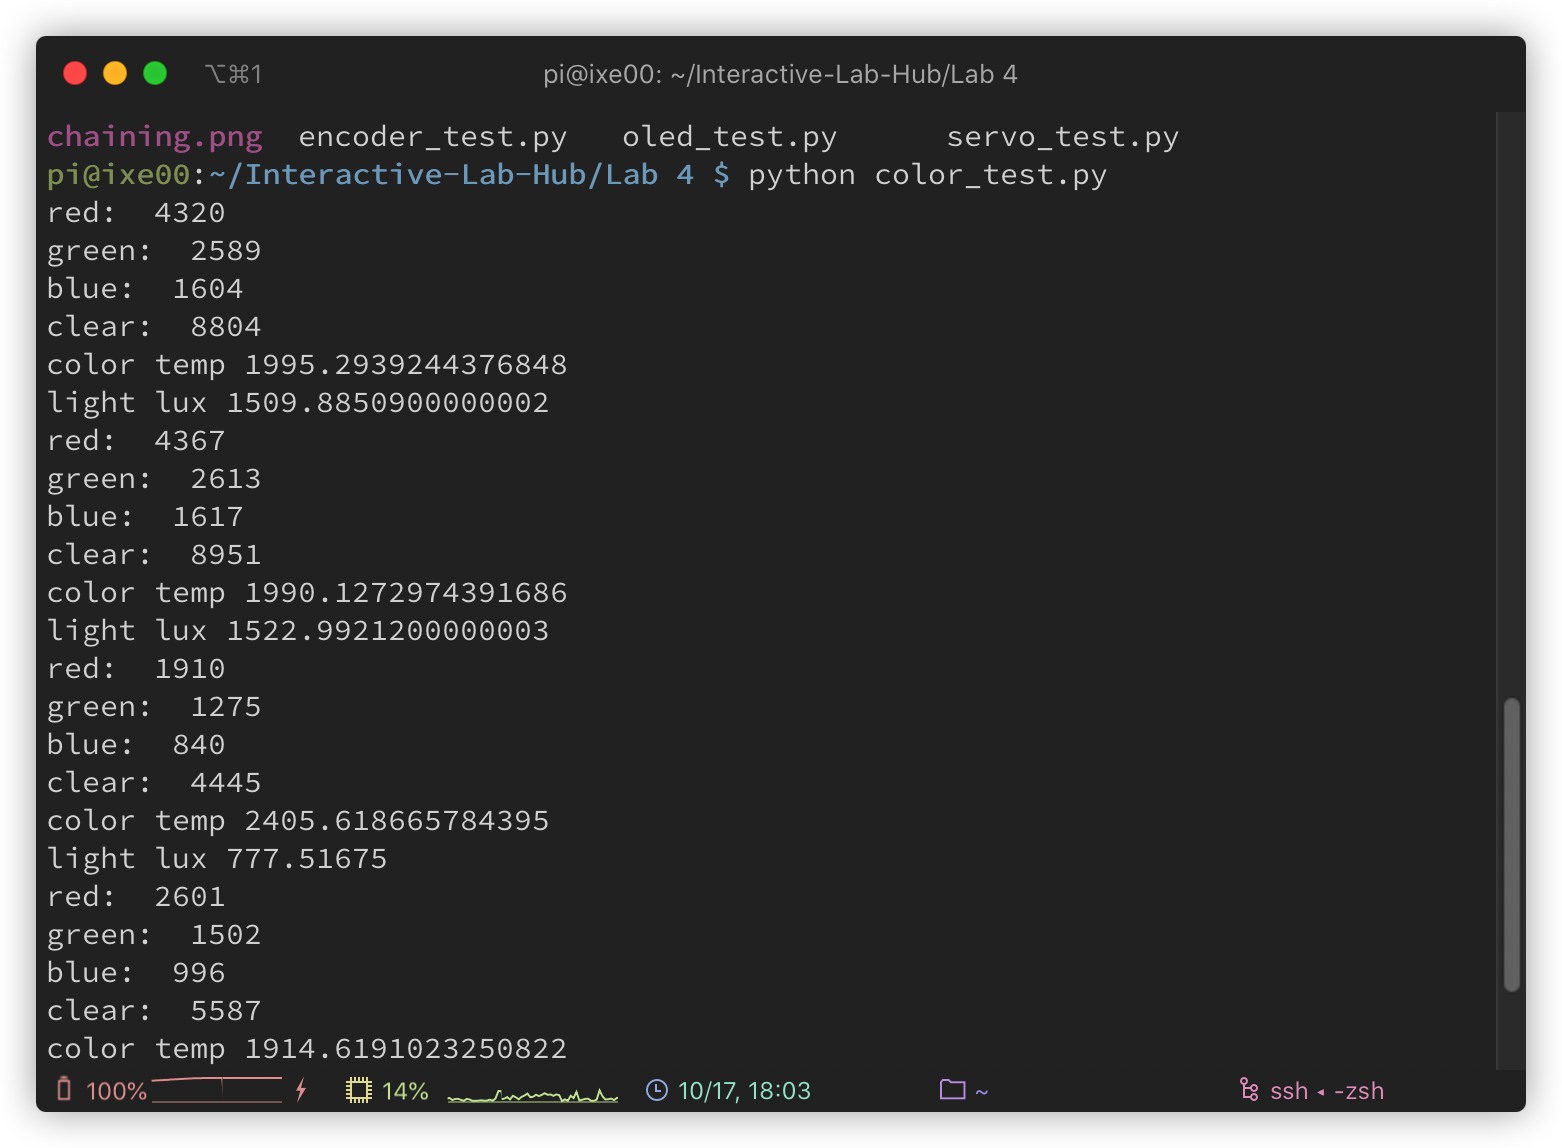 ⌥⌘1 pi@ixe00: ~/Interactive-Lab-Hub/Lab 4
chaining.png  encoder_test.py   oled_test.py      servo_test.py
pi@ixe00:~/Interactive-Lab-Hub/Lab 4 $ python color_test.py
red:  4320
green:  2589
blue:  1604
clear:  8804
color temp 1995.2939244376848
light lux 1509.8850900000002
red:  4367
green:  2613
blue:  1617
clear:  8951
color temp 1990.1272974391686
light lux 1522.9921200000003
red:  1910
green:  1275
blue:  840
clear:  4445
color temp 2405.618665784395
light lux 777.51675
red:  2601
green:  1502
blue:  996
clear:  5587
color temp 1914.6191023250822
100% 14% 10/17, 18:03 ~ ssh ◂ -zsh